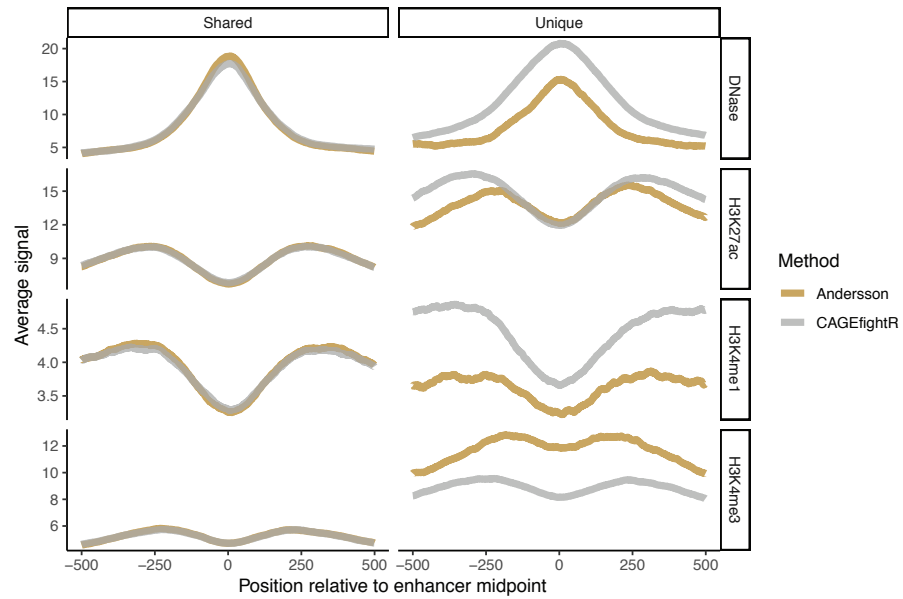 Shared
Unique
20
15
10
5
DNase
15
12
9
H3K27ac
4.5
4.0
3.5
H3K4me1
12
10
8
6
H3K4me3
Average signal
−500
−250
0
250
500
−500
−250
0
250
500
Position relative to enhancer midpoint
Method
Andersson
CAGEfightR